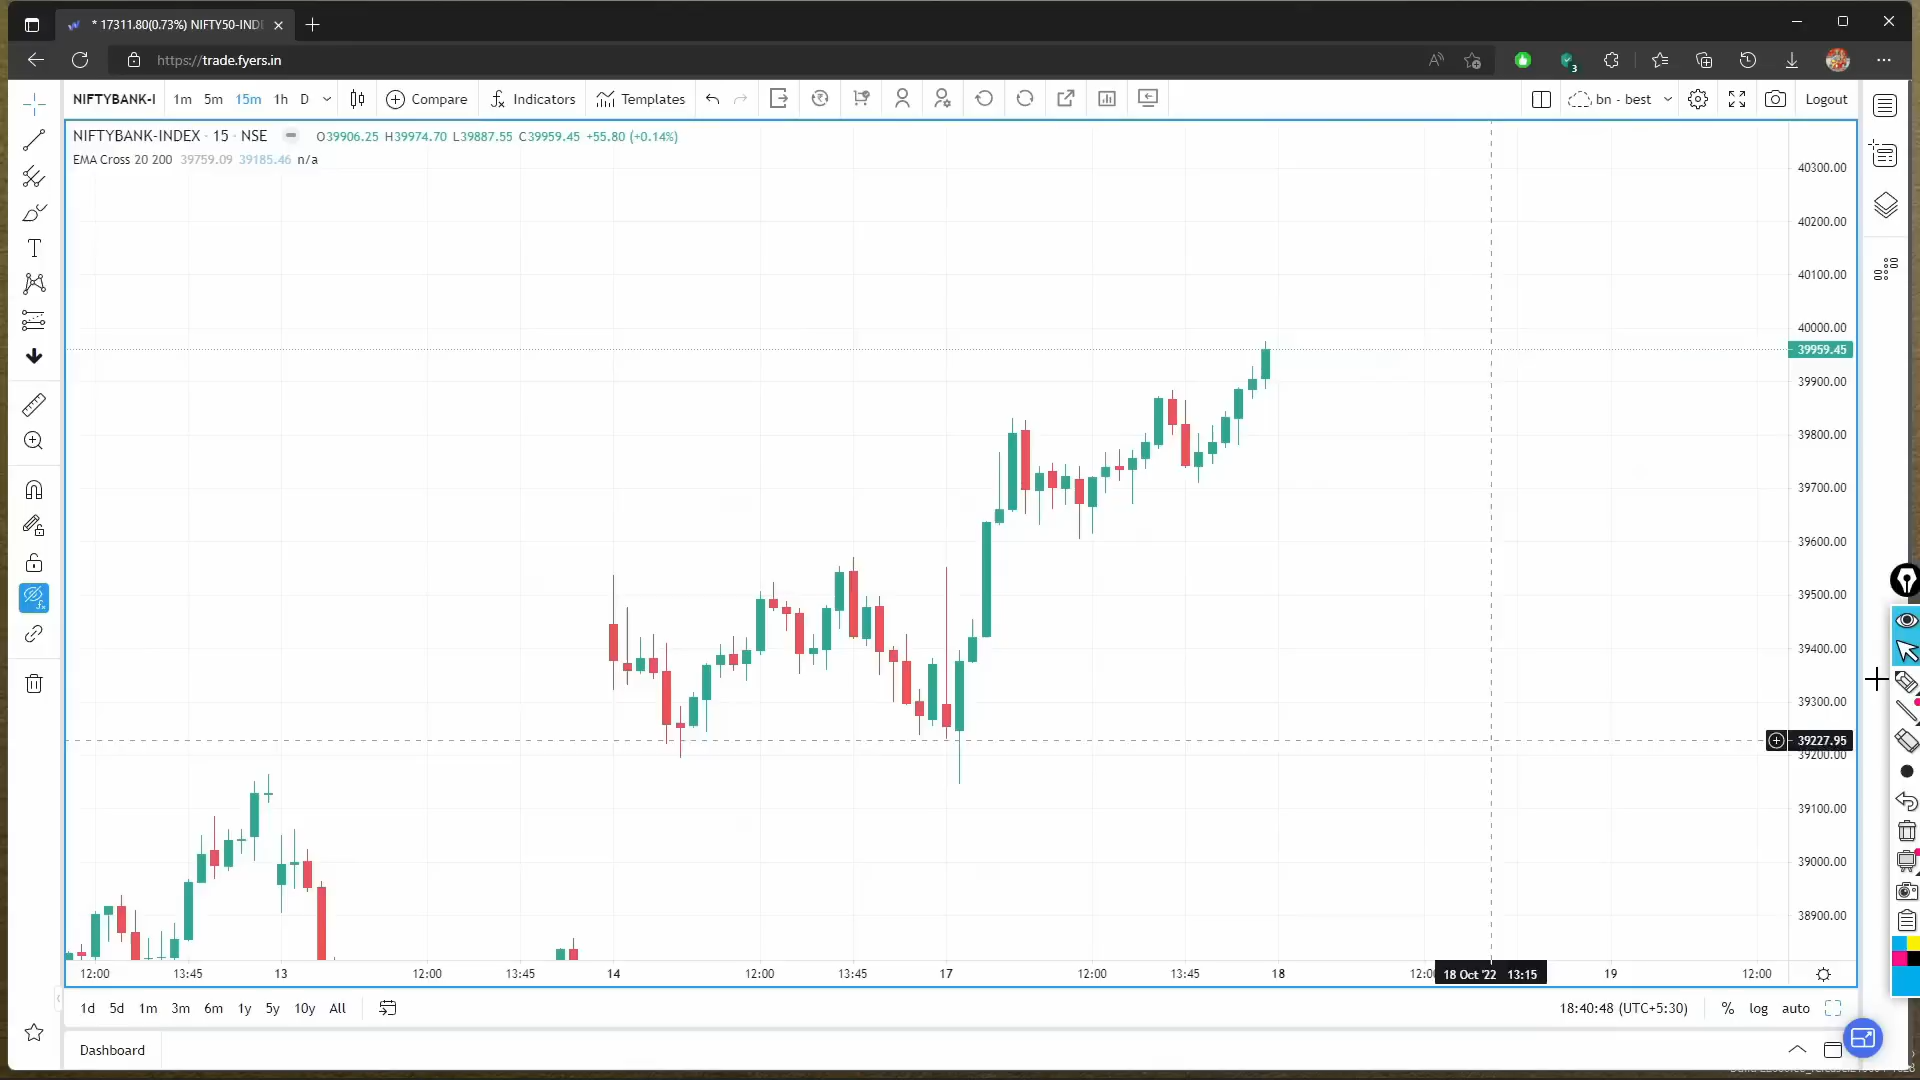 * 17311.80(0.73%) NIFTY50-IND
https://trade.fyers.in
3
NIFTYBANK-I 1m 5m 15m 1h D Compare Indicators Templates bn - best Logout
NIFTYBANK-INDEX · 15 · NSE O39906.25 H39974.70 L39887.55 C39959.45 +55.80 (+0.14%)
EMA Cross 20 200 39759.09 39185.46 n/a
40300.00
40200.00
40100.00
40000.00
39959.45
39900.00
39800.00
39700.00
39600.00
39500.00
39400.00
39300.00
39227.95
39200.00
39100.00
39000.00
38900.00
12:00 13:45 13 12:00 13:45 14 12:00 13:45 17 12:00 13:45 18 12:00 18 Oct '22 13:15 19 12:00
1d 5d 1m 3m 6m 1y 5y 10y All 18:40:48 (UTC+5:30) % log auto
Dashboard